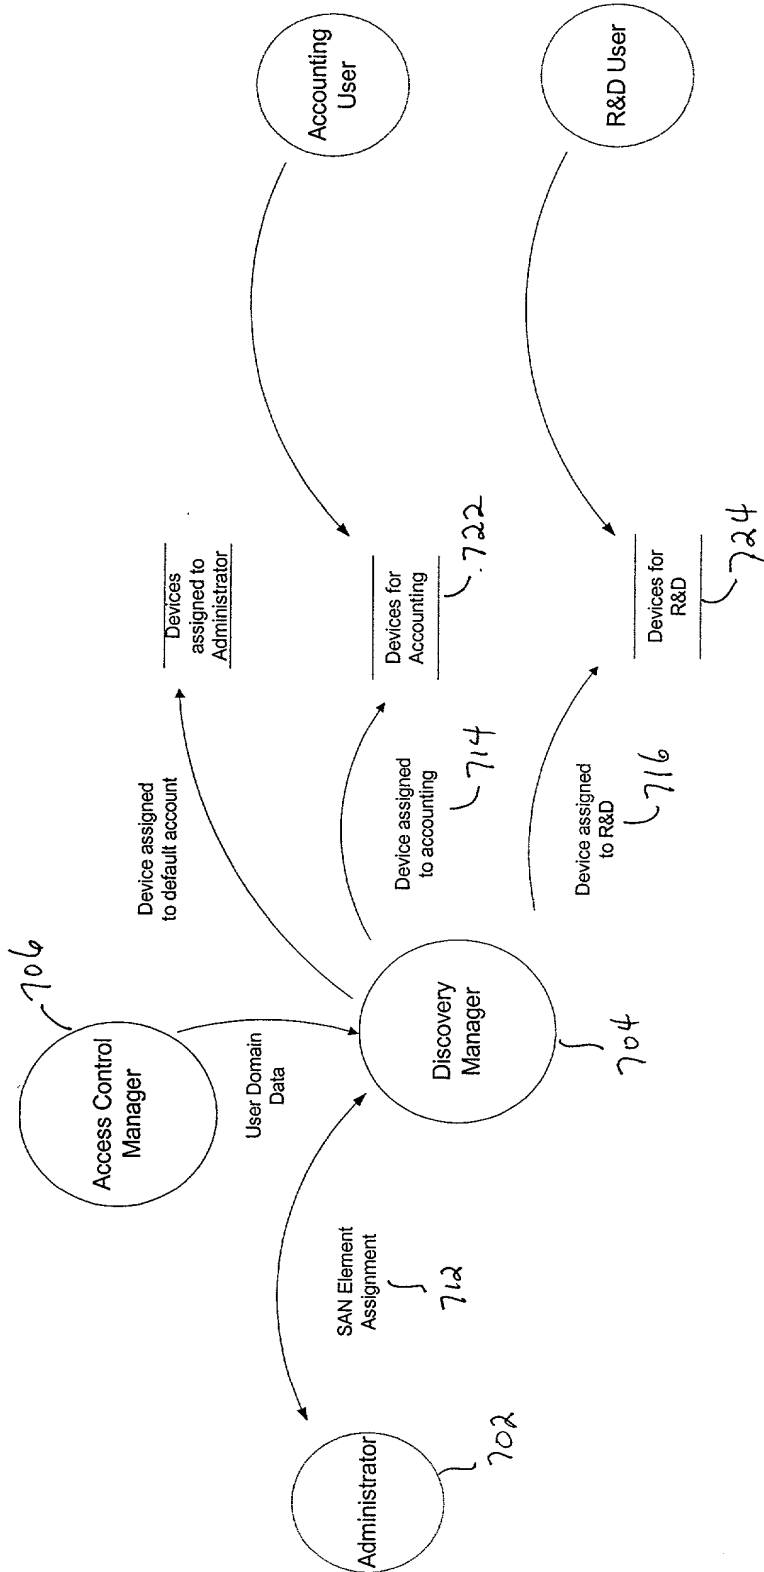 Administrator
702
SAN Element
Assignment
712
Access Control
Manager
706
User Domain
Data
Discovery
Manager
704
Device assigned
to default account
Device assigned
to accounting
714
Device assigned
to R&D
716
Devices
assigned to
Administrator
Devices for
Accounting
722
Devices for
R&D
724
Accounting
User
R&D User